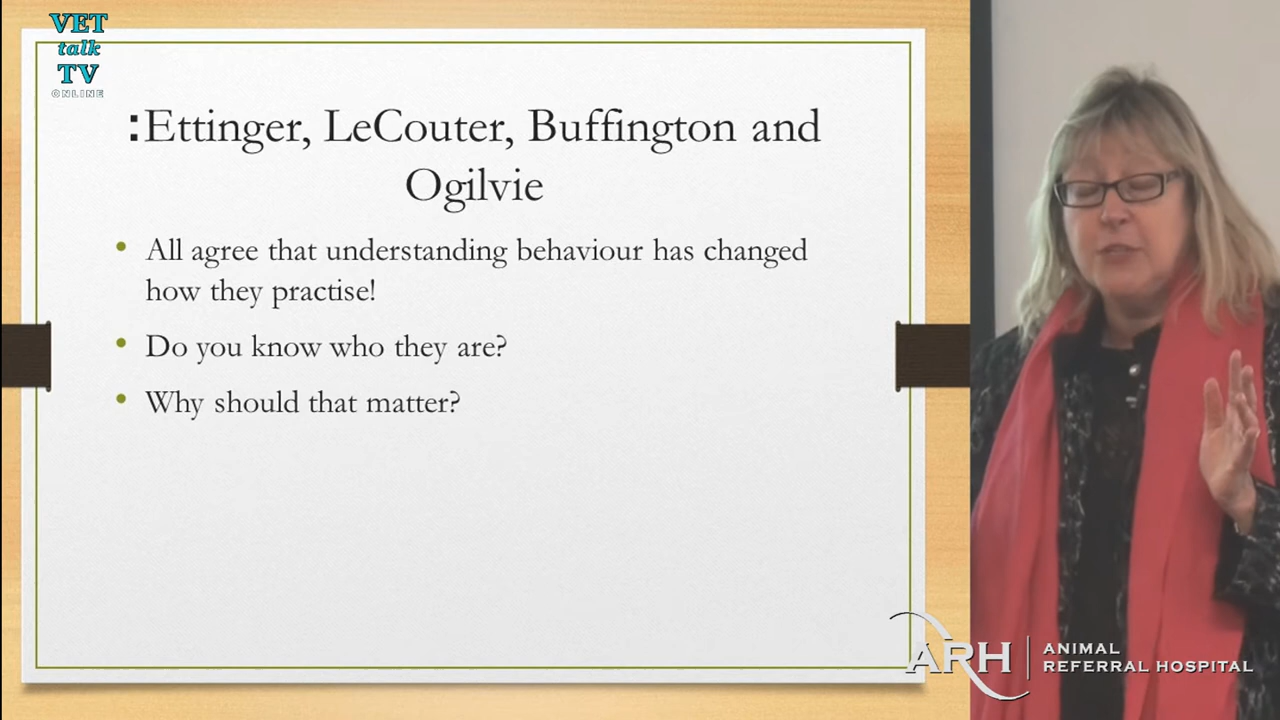 VET
talk
TV
ONLINE
:Ettinger, LeCouter, Buffington and
Ogilvie
• All agree that understanding behaviour has changed
how they practise!
• Do you know who they are?
• Why should that matter?
ARH
ANIMAL
REFERRAL HOSPITAL